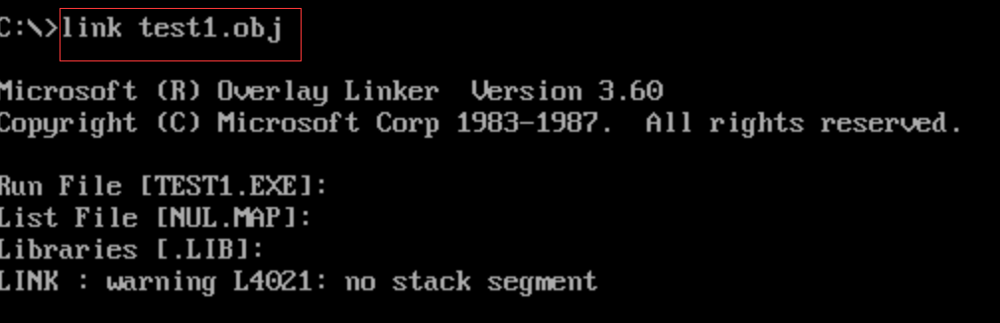 C:\>link test1.obj
Microsoft (R) Overlay Linker  Version 3.60
Copyright (C) Microsoft Corp 1983-1987.  All rights reserved.
Run File [TEST1.EXE]:
List File [NUL.MAP]:
Libraries [.LIB]:
LINK : warning L4021: no stack segment